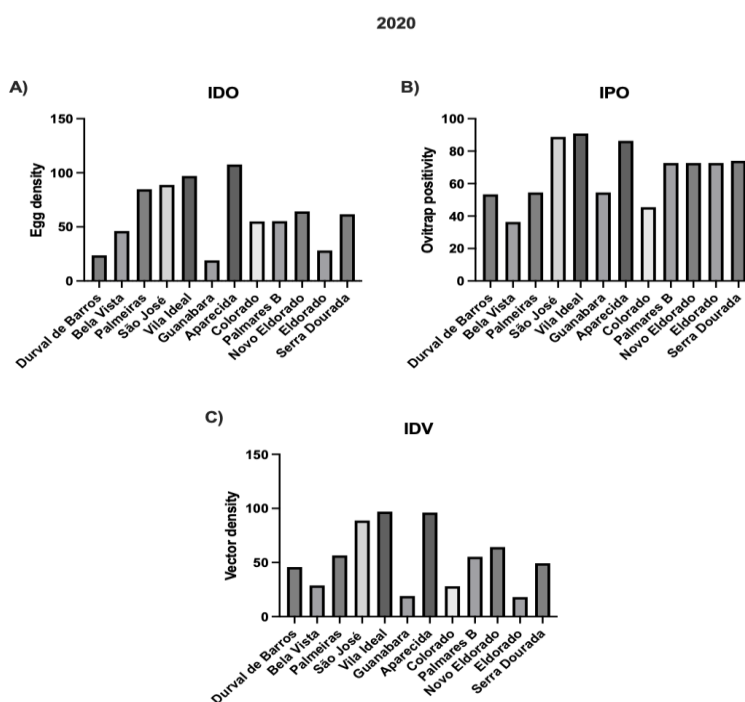 2020
A)
IDO
Egg density
150
100
50
0
Durval de Barros
Bela Vista
Palmeiras
São José
Vila Ideal
Guanabara
Aparecida
Colorado
Palmares B
Novo Eldorado
Eldorado
Serra Dourada
B)
IPO
Ovitrap positivity
100
80
60
40
20
0
Durval de Barros
Bela Vista
Palmeiras
São José
Vila Ideal
Guanabara
Aparecida
Colorado
Palmares B
Novo Eldorado
Eldorado
Serra Dourada
C)
IDV
Vector density
150
100
50
0
Durval de Barros
Bela Vista
Palmeiras
São José
Vila Ideal
Guanabara
Aparecida
Colorado
Palmares B
Novo Eldorado
Eldorado
Serra Dourada